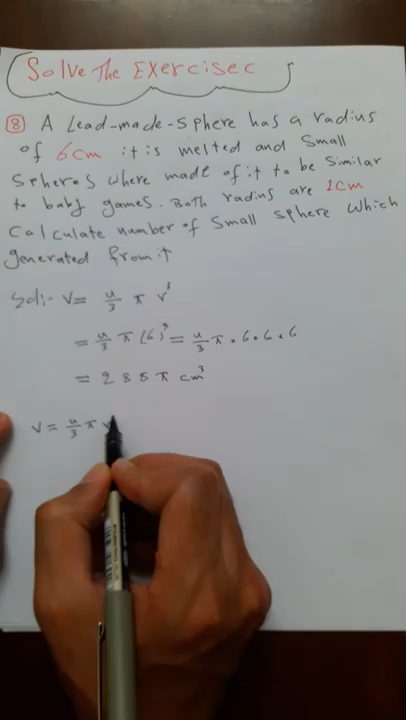 Solve The Exercisec
8 A Lead-made-sphere has a radius
of 6cm it is melted and small
spheres where made of it to be similar
to baby games. Both radius are 1cm
Calculate number of small sphere which
generated from it
Sol:- V= 4/3 π r³
= 4/3 π (6)³ = 4/3 π . 6 . 6 . 6
= 288 π cm³
V = 4/3 π r